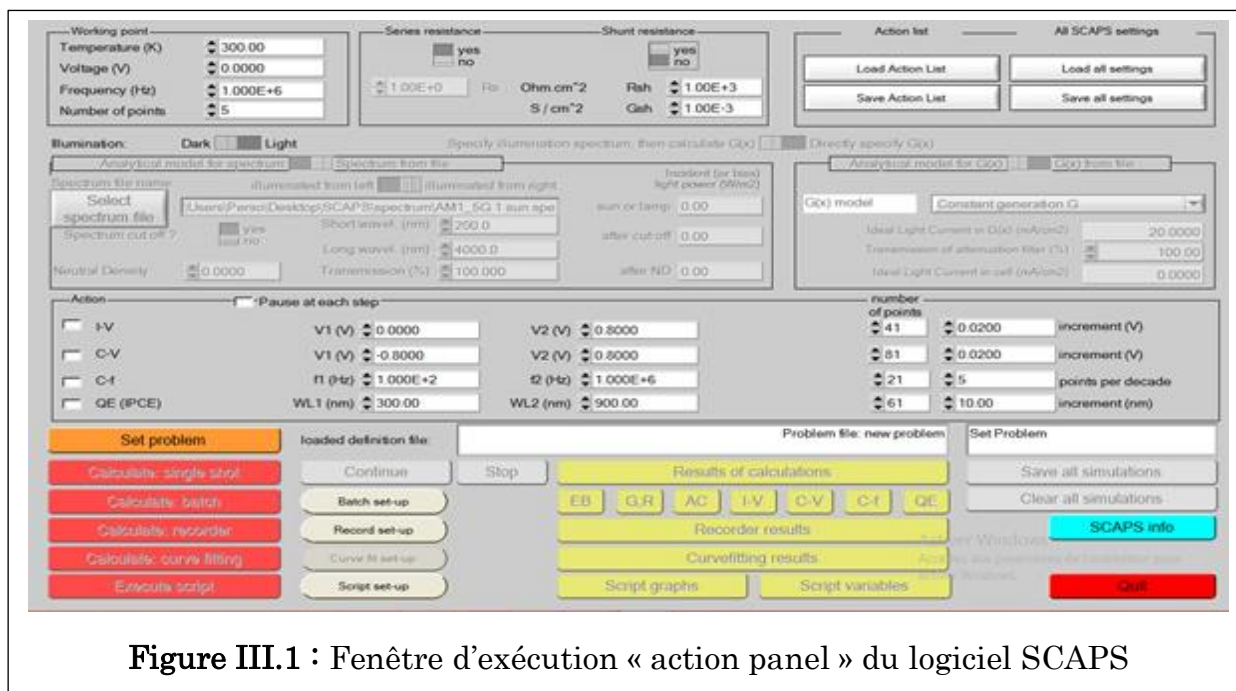 Working point
Temperature (K) 300.00
Voltage (V) 0.0000
Frequency (Hz) 1.000E+6
Number of points 5
Series resistance
yes
no
1.00E+0 Rs Ohm.cm^2
S / cm^2
Shunt resistance
yes
no
Rsh 1.00E+3
Gsh 1.00E-3
Action list
Load Action List
Save Action List
All SCAPS settings
Load all settings
Save all settings
Illumination: Dark Light
Specify illumination spectrum, then calculate G(x) Directly specify G(x)
Analytical model for spectrum Spectrum from file
Spectrum file name illuminated from left illuminated from right
Incident (or bias)
light power (W/m2)
Select
spectrum file
:\Users\Perso\Desktop\SCAPS\spectrum\AM1_5G 1 sun.spe
sun or lamp 0.00
Spectrum cut off ? yes
no
Short wavel. (nm) 200.0
Long wavel. (nm) 4000.0
after cut off 0.00
Neutral Density 0.0000 Transmission (%) 100.000 after ND 0.00
Analytical model for G(x) G(x) from file
G(x) model Constant generation G
Ideal Light Current in G(x) (mA/cm2) 20.0000
Transmission of attenuation filter (%) 100.00
Ideal Light Current in cell (mA/cm2) 0.0000
Action Pause at each step number
of points
I-V V1 (V) 0.0000 V2 (V) 0.8000 41 0.0200 increment (V)
C-V V1 (V) -0.8000 V2 (V) 0.8000 81 0.0200 increment (V)
C-f f1 (Hz) 1.000E+2 f2 (Hz) 1.000E+6 21 5 points per decade
QE (IPCE) WL1 (nm) 300.00 WL2 (nm) 900.00 61 10.00 increment (nm)
Set problem loaded definition file: Problem file: new problem Set Problem
Calculate: single shot Continue Stop Results of calculations Save all simulations
Calculate: batch Batch set-up EB G,R AC I-V C-V C-f QE Clear all simulations
Calculate: recorder Record set-up Recorder results SCAPS info
Calculate: curve fitting Curve fit set-up Curvefitting results
Execute script Script set-up Script graphs Script variables Quit
Figure III.1 : Fenêtre d’exécution « action panel » du logiciel SCAPS